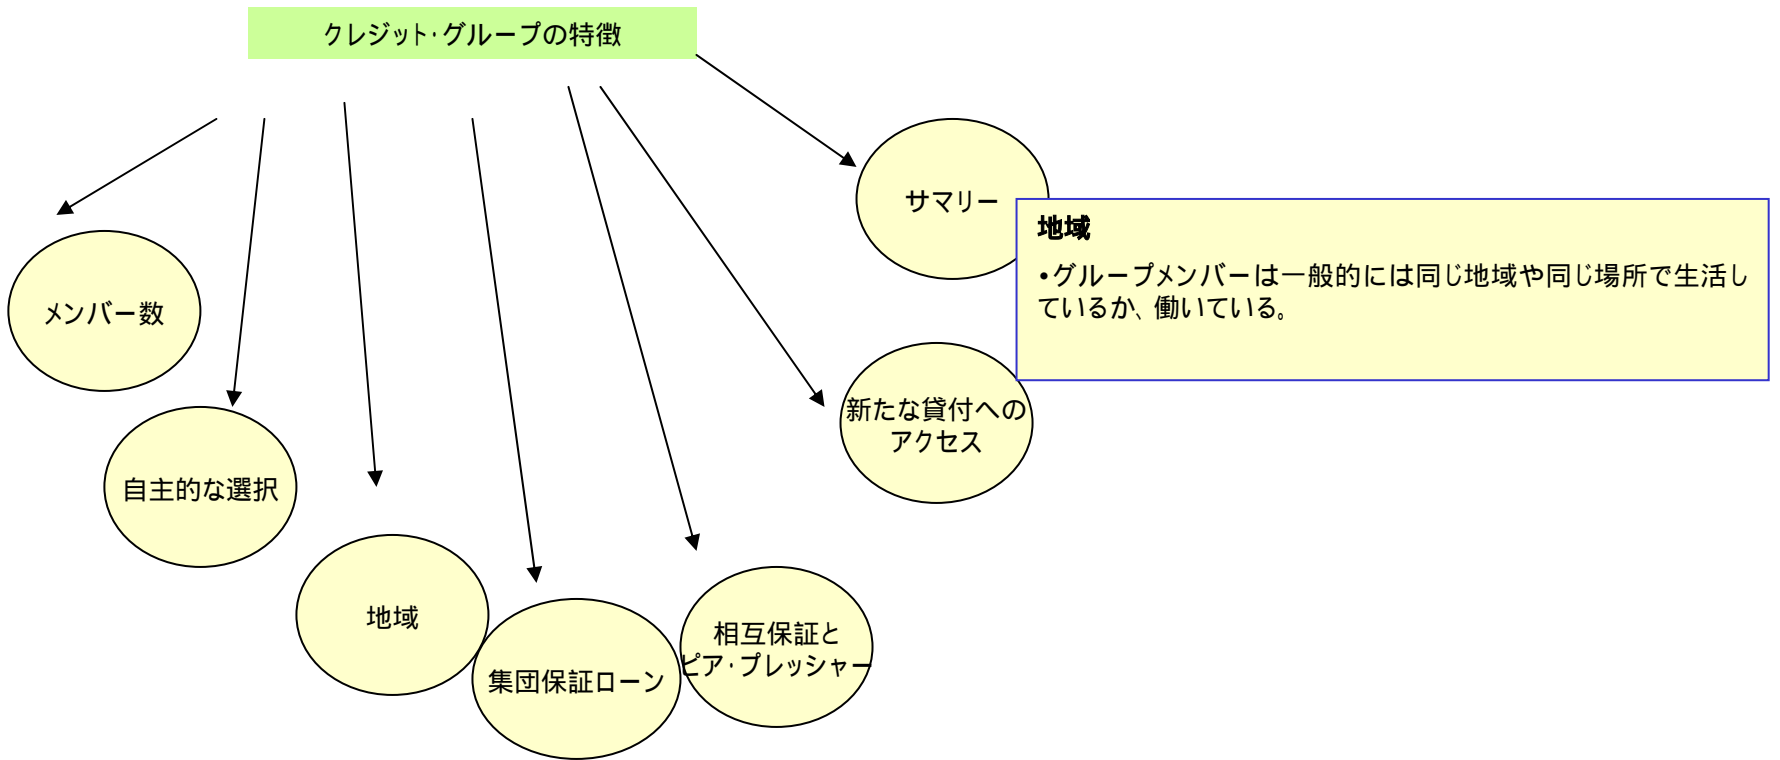 クレジット・グループの特徴
サマリー
地域
•グループメンバーは一般的には同じ地域や同じ場所で生活し
ているか、働いている。
メンバー数
新たな貸付への
アクセス
自主的な選択
地域
集団保証ローン
相互保証と
ピア・プレッシャー